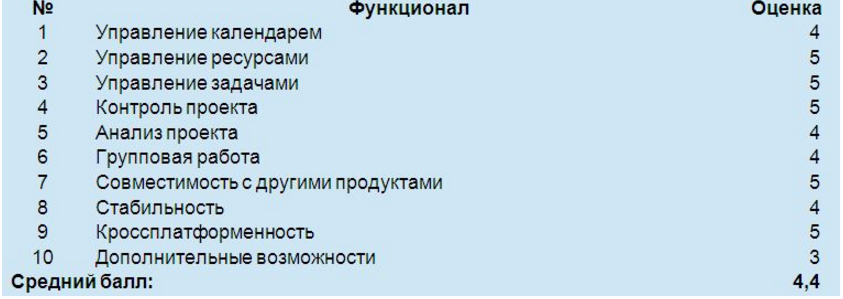 № Функционал Оценка
1 Управление календарем 4
2 Управление ресурсами 5
3 Управление задачами 5
4 Контроль проекта 5
5 Анализ проекта 4
6 Групповая работа 4
7 Совместимость с другими продуктами 5
8 Стабильность 4
9 Кроссплатформенность 5
10 Дополнительные возможности 3
Средний балл: 4,4